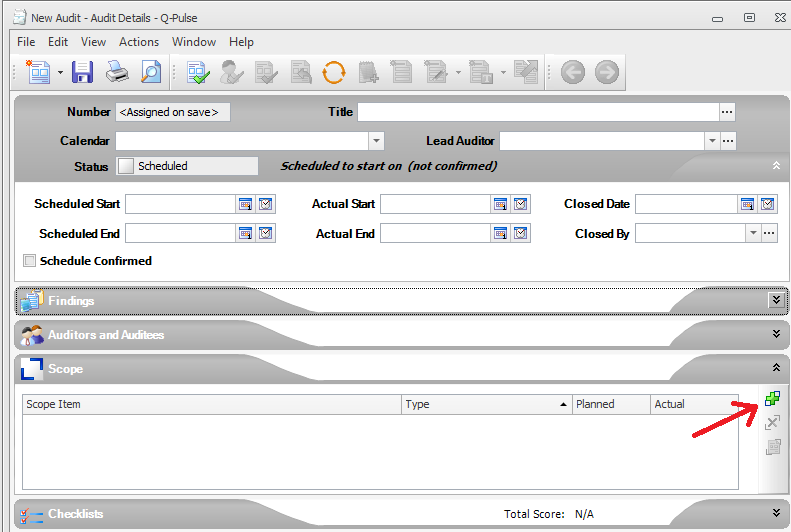 New Audit - Audit Details - Q-Pulse
File Edit View Actions Window Help
Number <Assigned on save> Title
Calendar Lead Auditor
Status Scheduled Scheduled to start on (not confirmed)
Scheduled Start Actual Start Closed Date
Scheduled End Actual End Closed By
Schedule Confirmed
Findings
Auditors and Auditees
Scope
Scope Item Type Planned Actual
Checklists Total Score: N/A